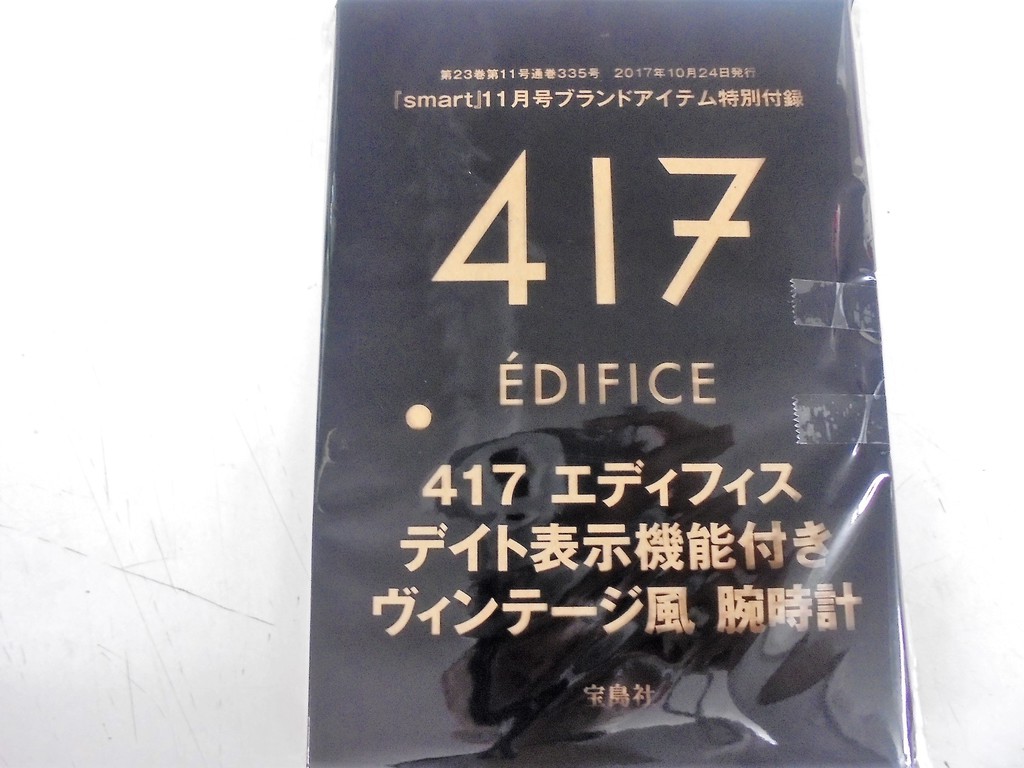 第23巻第11号通巻335号 2017年10月24日発行
『smart』11月号ブランドアイテム特別付録
417
ÉDIFICE
417 エディフィス
デイト表示機能付き
ヴィンテージ風 腕時計
宝島社